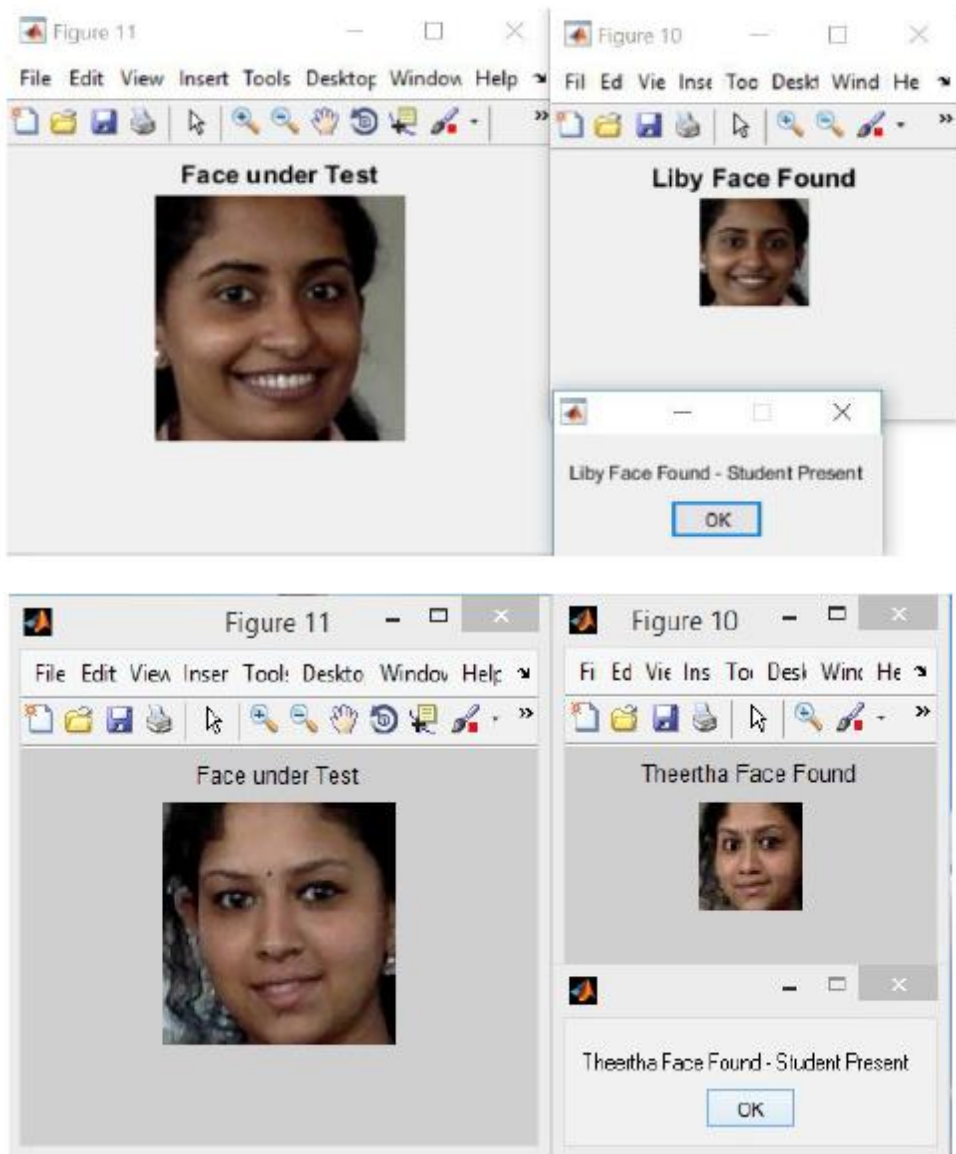 Figure 11
File Edit View Insert Tools Desktop Window Help
Face under Test
Figure 10
Fil Ed Vie Inse Too Deskt Wind He
Liby Face Found
Liby Face Found - Student Present
OK
Figure 11
File Edit View Inser Tools Deskto Window Help
Face under Test
Figure 10
Fi Ed Vie Ins Too Desk Wind He
Theertha Face Found
Theertha Face Found - Student Present
OK